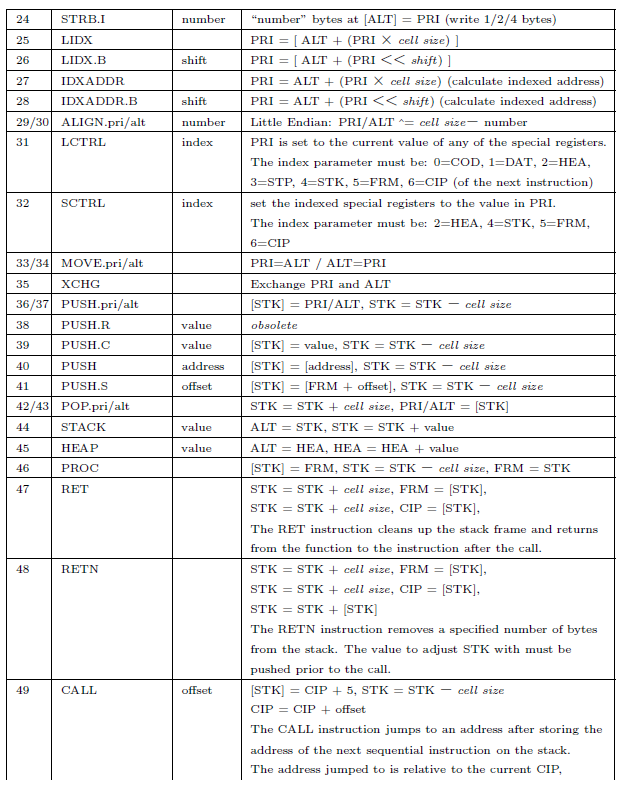 24 STRB.I number “number” bytes at [ALT] = PRI (write 1/2/4 bytes)
25 LIDX PRI = [ ALT + (PRI × cell size) ]
26 LIDX.B shift PRI = [ ALT + (PRI << shift) ]
27 IDXADDR PRI = ALT + (PRI × cell size) (calculate indexed address)
28 IDXADDR.B shift PRI = ALT + (PRI << shift) (calculate indexed address)
29/30 ALIGN.pri/alt number Little Endian: PRI/ALT ^= cell size− number
31 LCTRL index PRI is set to the current value of any of the special registers.
The index parameter must be: 0=COD, 1=DAT, 2=HEA,
3=STP, 4=STK, 5=FRM, 6=CIP (of the next instruction)
32 SCTRL index set the indexed special registers to the value in PRI.
The index parameter must be: 2=HEA, 4=STK, 5=FRM,
6=CIP
33/34 MOVE.pri/alt PRI=ALT / ALT=PRI
35 XCHG Exchange PRI and ALT
36/37 PUSH.pri/alt [STK] = PRI/ALT, STK = STK − cell size
38 PUSH.R value obsolete
39 PUSH.C value [STK] = value, STK = STK − cell size
40 PUSH address [STK] = [address], STK = STK − cell size
41 PUSH.S offset [STK] = [FRM + offset], STK = STK − cell size
42/43 POP.pri/alt STK = STK + cell size, PRI/ALT = [STK]
44 STACK value ALT = STK, STK = STK + value
45 HEAP value ALT = HEA, HEA = HEA + value
46 PROC [STK] = FRM, STK = STK − cell size, FRM = STK
47 RET STK = STK + cell size, FRM = [STK],
STK = STK + cell size, CIP = [STK],
The RET instruction cleans up the stack frame and returns
from the function to the instruction after the call.
48 RETN STK = STK + cell size, FRM = [STK],
STK = STK + cell size, CIP = [STK],
STK = STK + [STK]
The RETN instruction removes a specified number of bytes
from the stack. The value to adjust STK with must be
pushed prior to the call.
49 CALL offset [STK] = CIP + 5, STK = STK − cell size
CIP = CIP + offset
The CALL instruction jumps to an address after storing the
address of the next sequential instruction on the stack.
The address jumped to is relative to the current CIP,